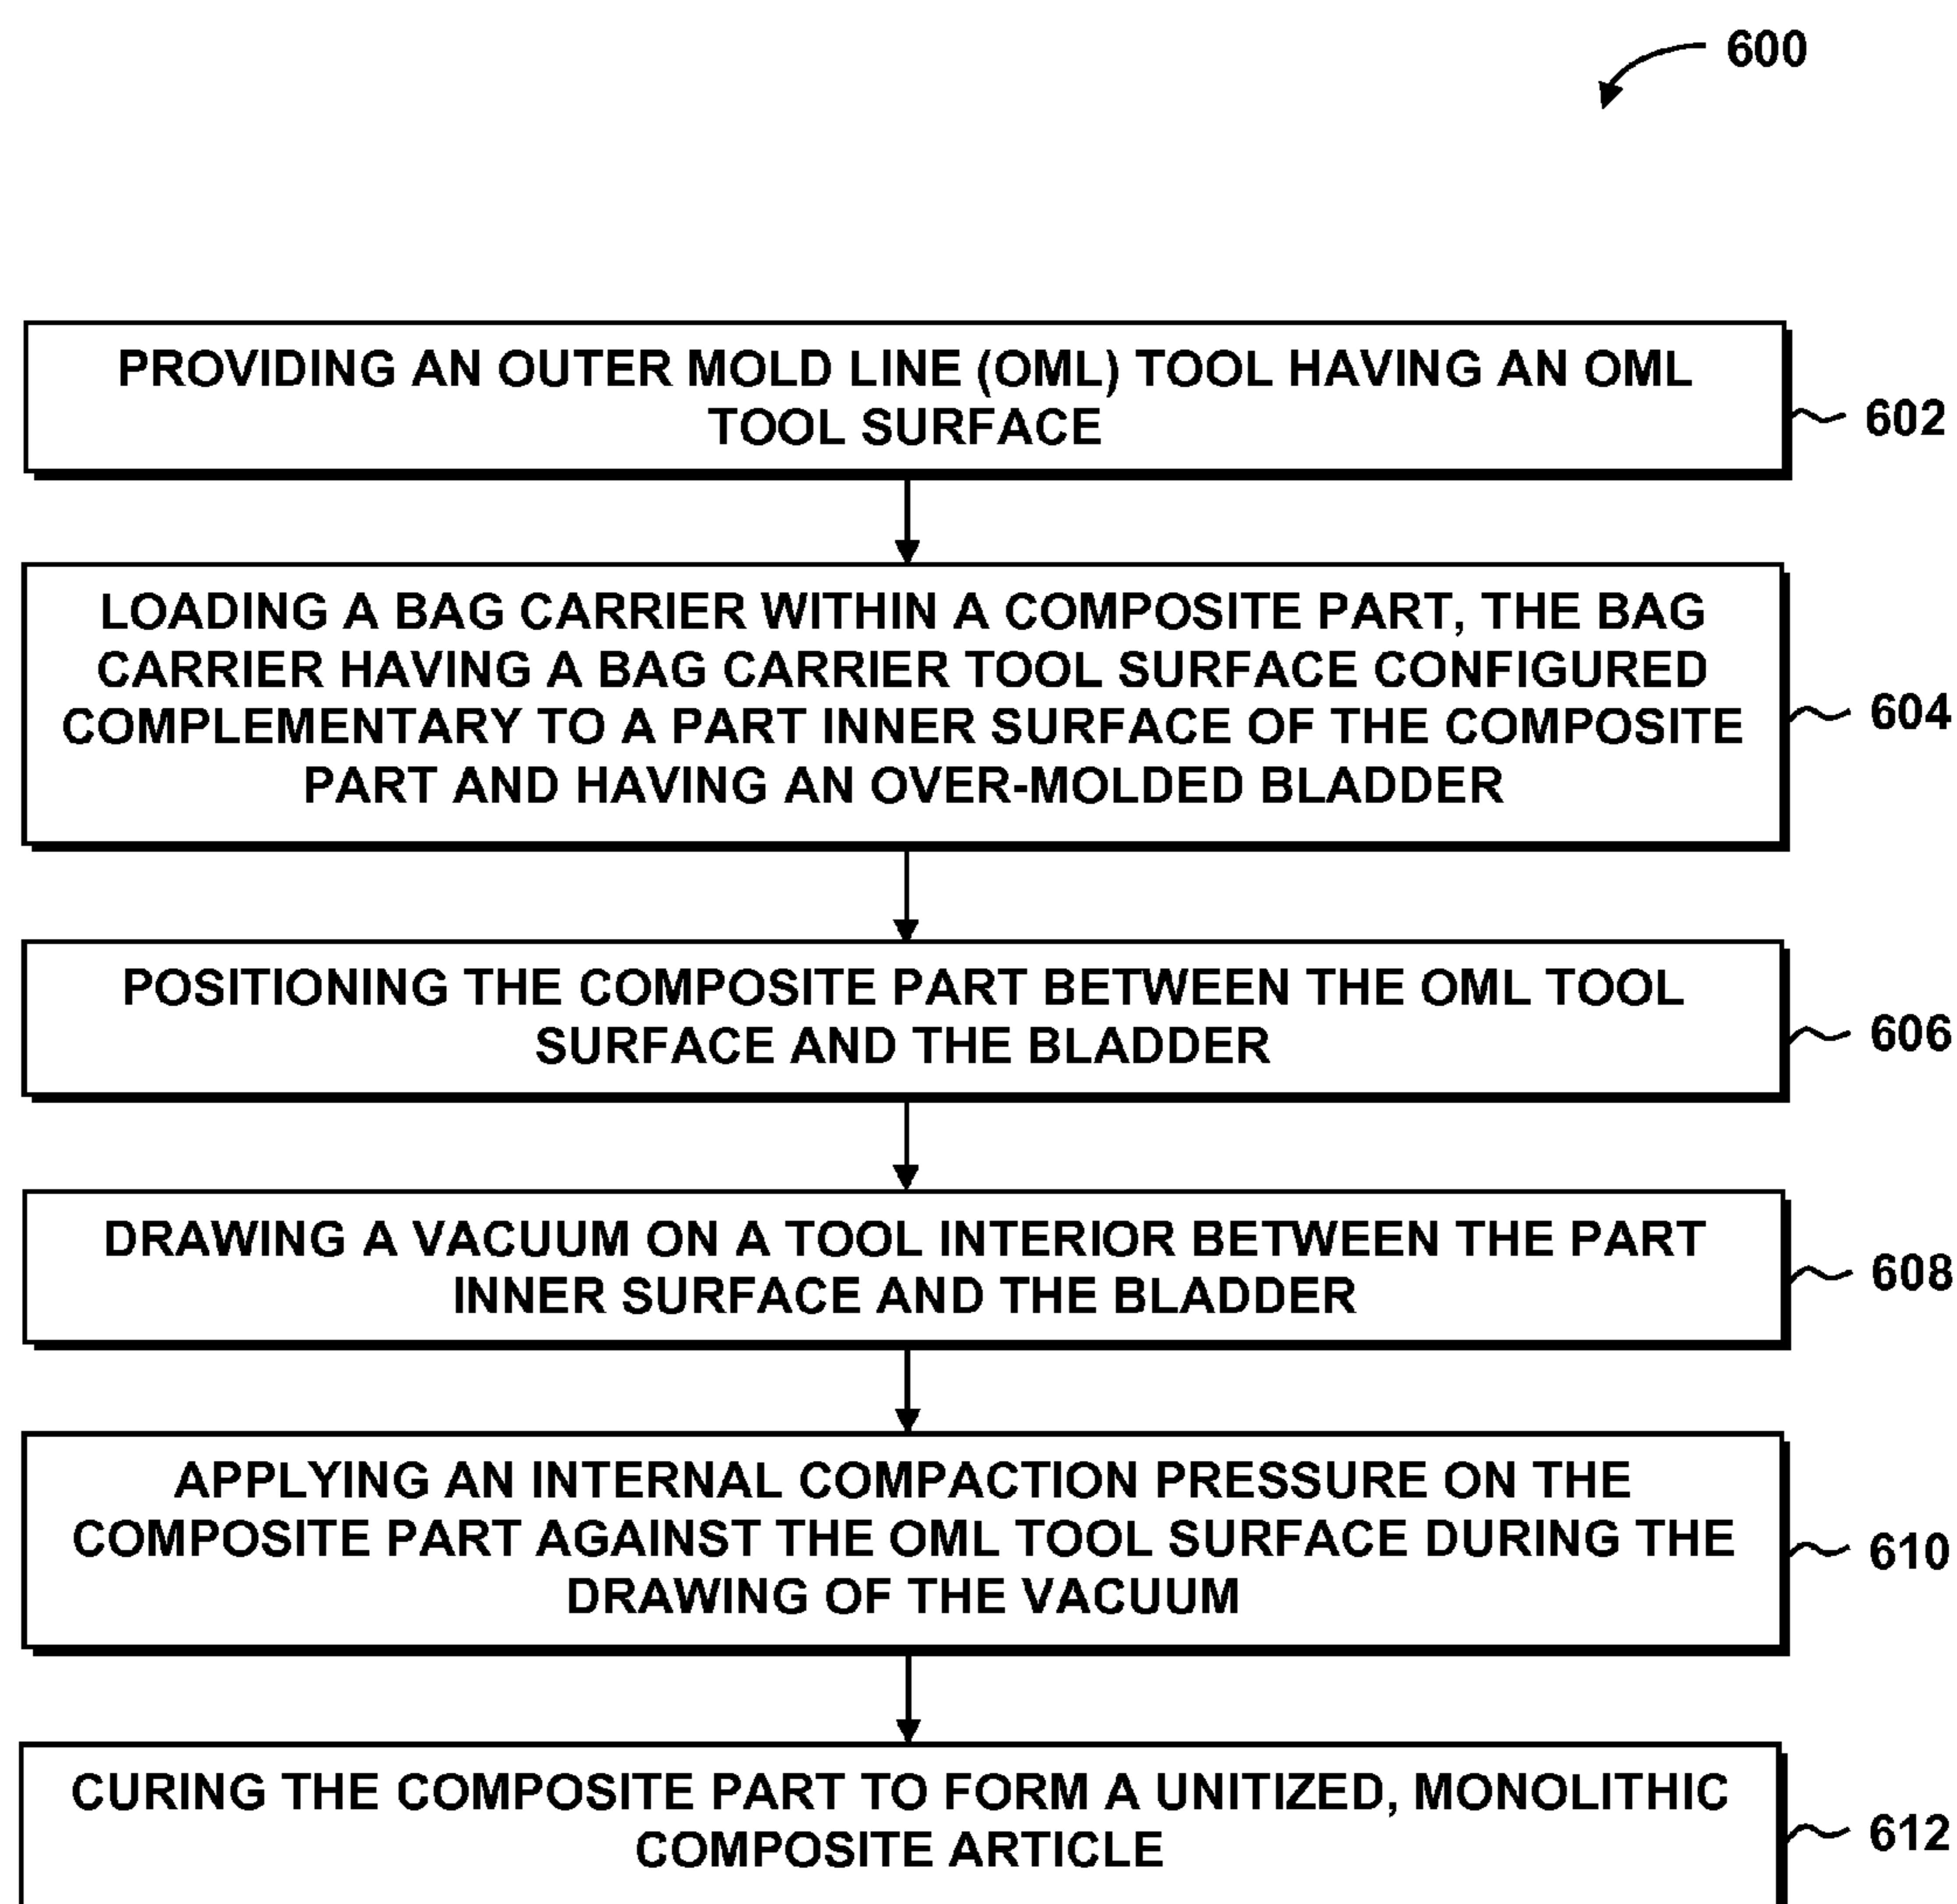 600
PROVIDING AN OUTER MOLD LINE (OML) TOOL HAVING AN OML
TOOL SURFACE
602
LOADING A BAG CARRIER WITHIN A COMPOSITE PART, THE BAG
CARRIER HAVING A BAG CARRIER TOOL SURFACE CONFIGURED
COMPLEMENTARY TO A PART INNER SURFACE OF THE COMPOSITE
PART AND HAVING AN OVER-MOLDED BLADDER
604
POSITIONING THE COMPOSITE PART BETWEEN THE OML TOOL
SURFACE AND THE BLADDER
606
DRAWING A VACUUM ON A TOOL INTERIOR BETWEEN THE PART
INNER SURFACE AND THE BLADDER
608
APPLYING AN INTERNAL COMPACTION PRESSURE ON THE
COMPOSITE PART AGAINST THE OML TOOL SURFACE DURING THE
DRAWING OF THE VACUUM
610
CURING THE COMPOSITE PART TO FORM A UNITIZED, MONOLITHIC
COMPOSITE ARTICLE
612